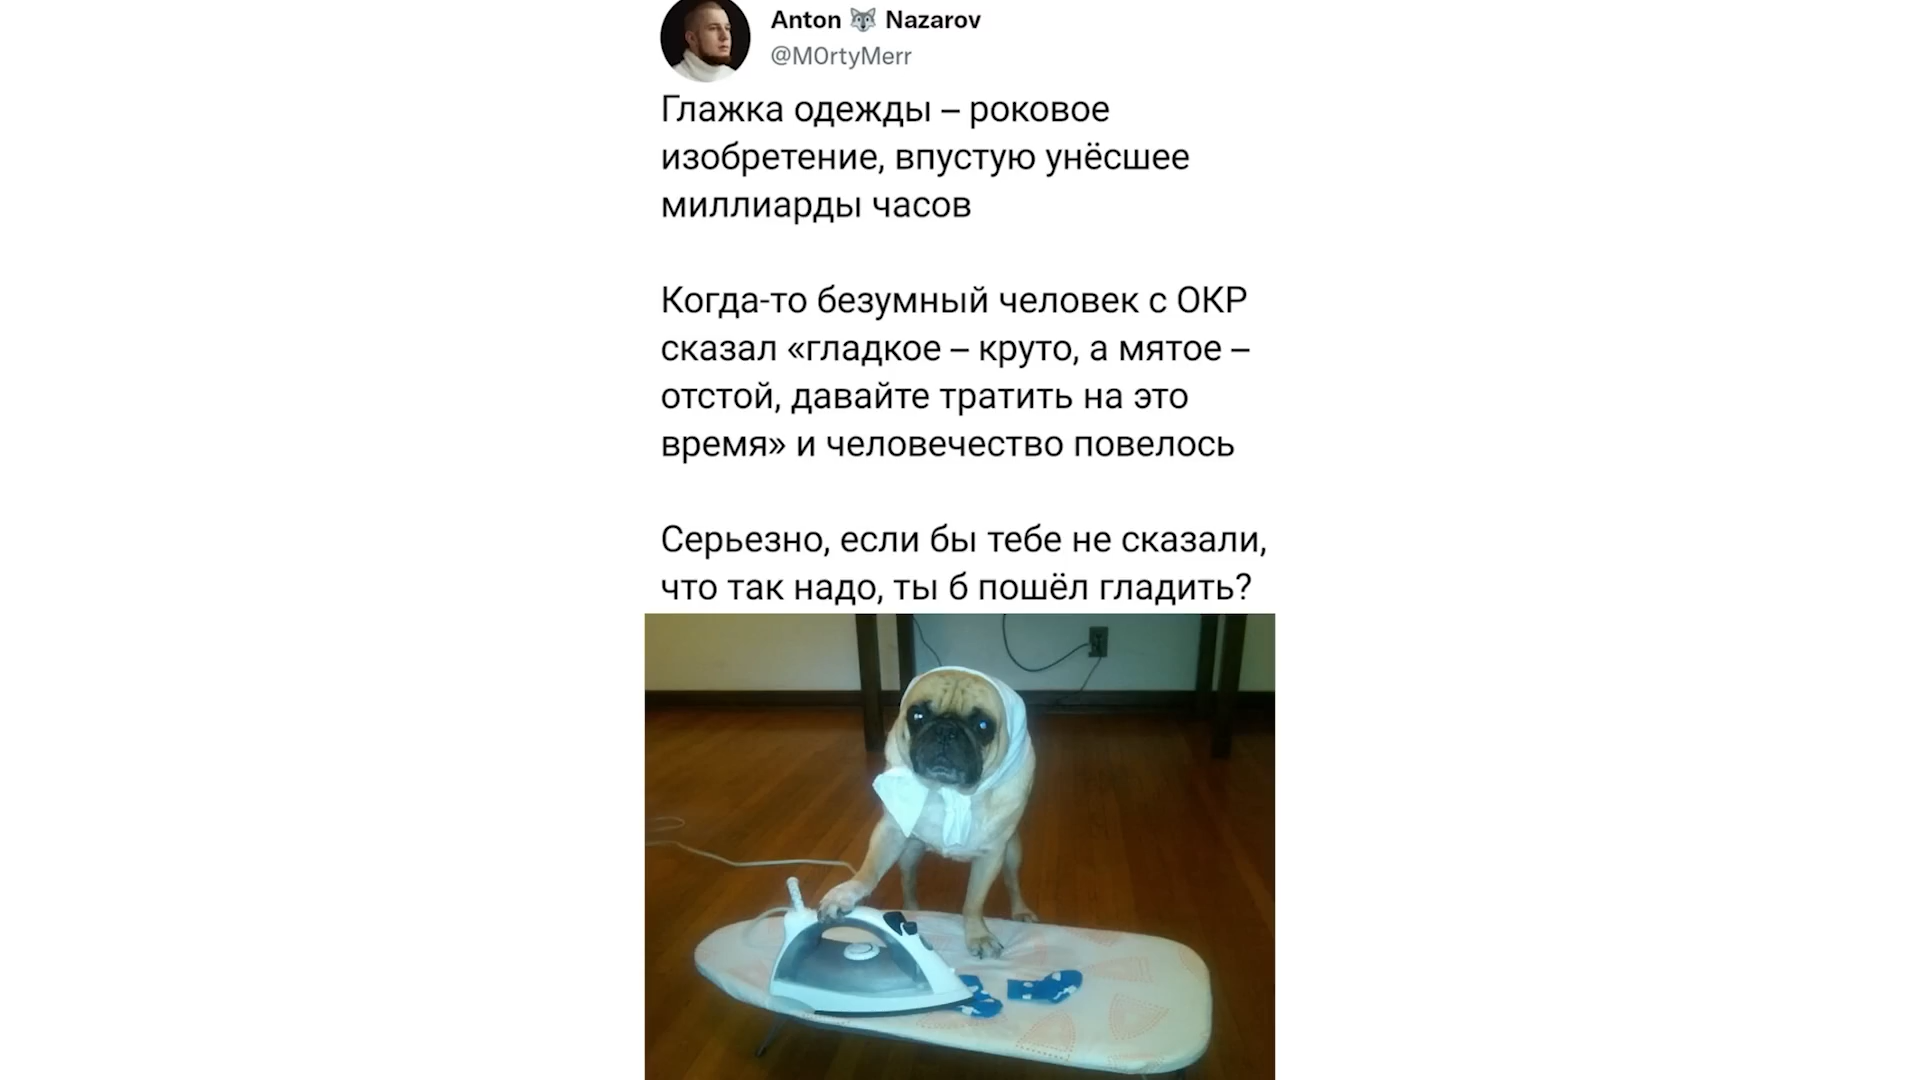 Anton 🐺 Nazarov
@M0rtyMerr
Глажка одежды – роковое
изобретение, впустую унёсшее
миллиарды часов
Когда-то безумный человек с ОКР
сказал «гладкое – круто, а мятое –
отстой, давайте тратить на это
время» и человечество повелось
Серьезно, если бы тебе не сказали,
что так надо, ты б пошёл гладить?